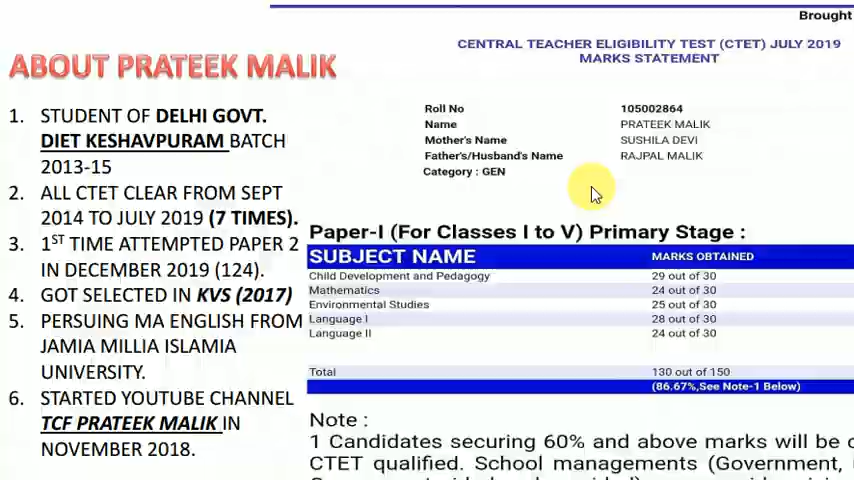 Brought
CENTRAL TEACHER ELIGIBILITY TEST (CTET) JULY 2019
MARKS STATEMENT
ABOUT PRATEEK MALIK
1. STUDENT OF DELHI GOVT.
DIET KESHAVPURAM BATCH
2013-15
2. ALL CTET CLEAR FROM SEPT
2014 TO JULY 2019 (7 TIMES).
3. 1ST TIME ATTEMPTED PAPER 2
IN DECEMBER 2019 (124).
4. GOT SELECTED IN KVS (2017)
5. PERSUING MA ENGLISH FROM
JAMIA MILLIA ISLAMIA
UNIVERSITY.
6. STARTED YOUTUBE CHANNEL
TCF PRATEEK MALIK IN
NOVEMBER 2018.
Roll No 105002864
Name PRATEEK MALIK
Mother's Name SUSHILA DEVI
Father's/Husband's Name RAJPAL MALIK
Category : GEN
Paper-I (For Classes I to V) Primary Stage :
SUBJECT NAME MARKS OBTAINED
Child Development and Pedagogy 29 out of 30
Mathematics 24 out of 30
Environmental Studies 25 out of 30
Language I 28 out of 30
Language II 24 out of 30
Total 130 out of 150
(86.67%,See Note-1 Below)
Note :
1 Candidates securing 60% and above marks will be
CTET qualified. School managements (Government,